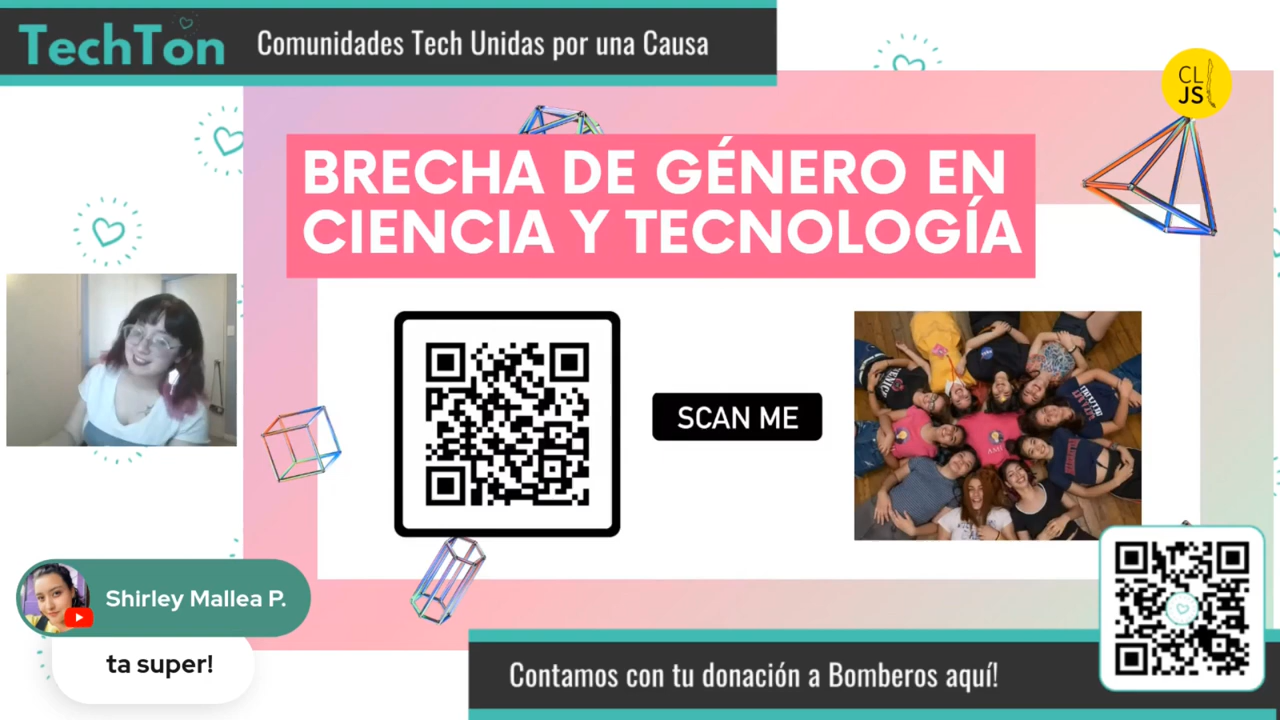 TechTon
Comunidades Tech Unidas por una Causa
CL
JS
BRECHA DE GÉNERO EN
CIENCIA Y TECNOLOGÍA
SCAN ME
Shirley Mallea P.
ta super!
Contamos con tu donación a Bomberos aquí!